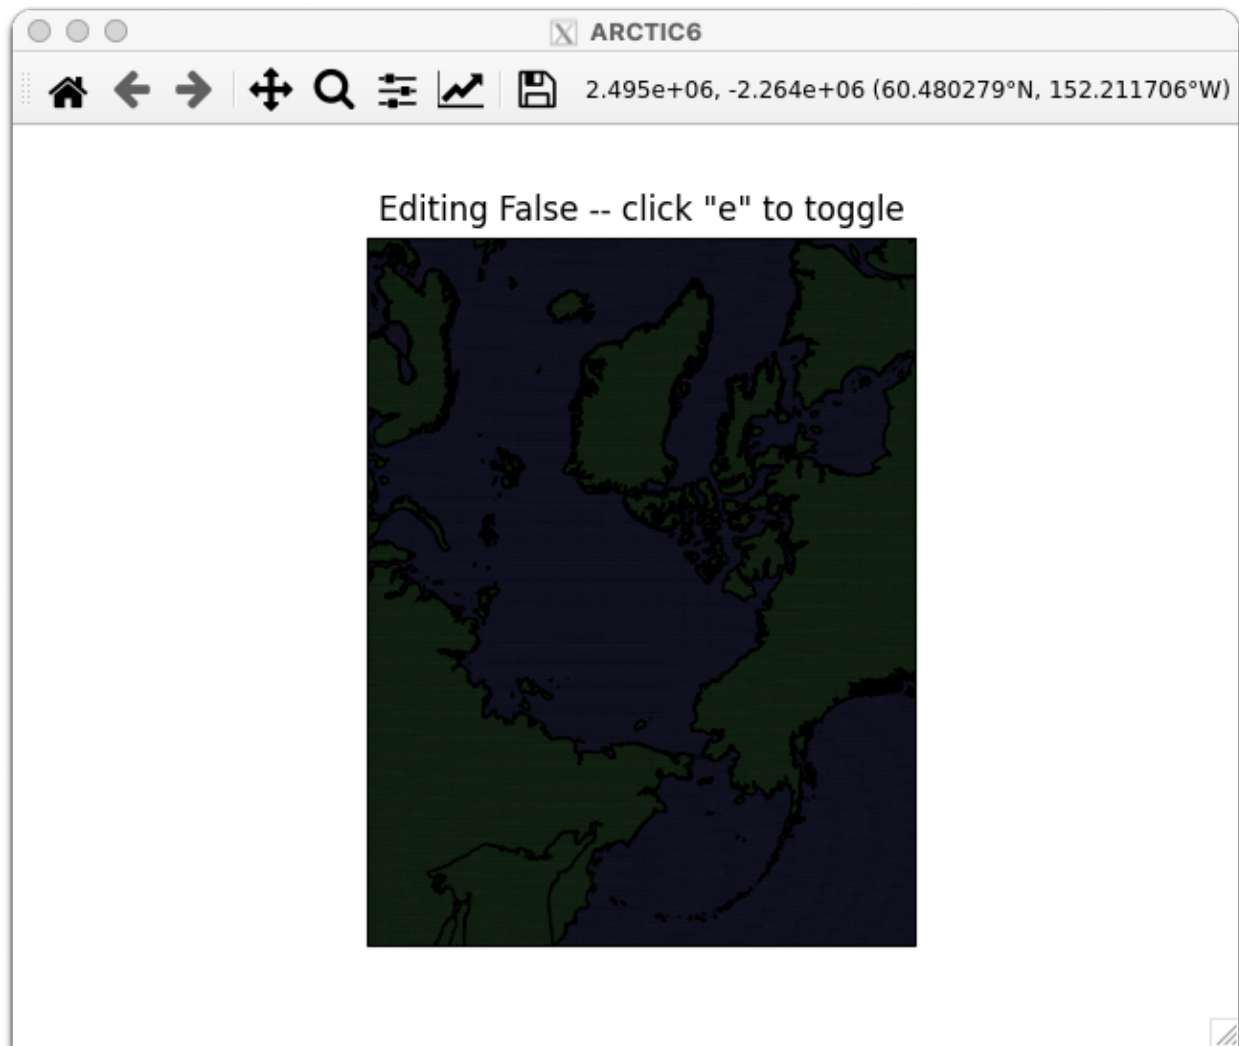 ARCTIC6
2.495e+06, -2.264e+06 (60.480279°N, 152.211706°W)
Editing False -- click "e" to toggle